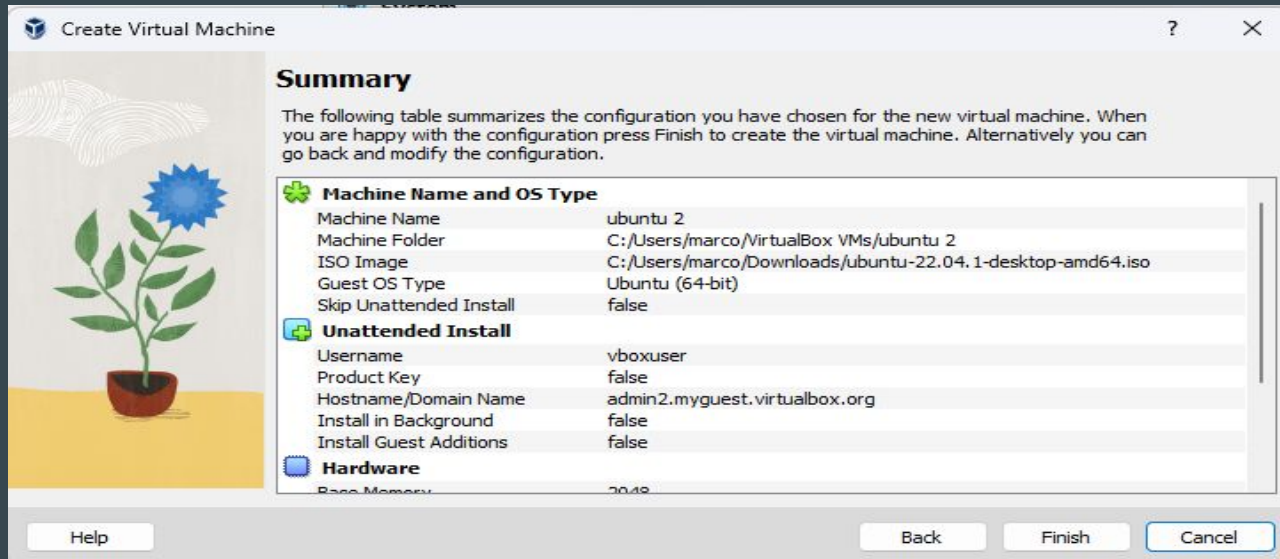 Create Virtual Machine ? ×
Summary
The following table summarizes the configuration you have chosen for the new virtual machine. When
you are happy with the configuration press Finish to create the virtual machine. Alternatively you can
go back and modify the configuration.
Machine Name and OS Type
Machine Name ubuntu 2
Machine Folder C:/Users/marco/VirtualBox VMs/ubuntu 2
ISO Image C:/Users/marco/Downloads/ubuntu-22.04.1-desktop-amd64.iso
Guest OS Type Ubuntu (64-bit)
Skip Unattended Install false
Unattended Install
Username vboxuser
Product Key false
Hostname/Domain Name admin2.myguest.virtualbox.org
Install in Background false
Install Guest Additions false
Hardware
Base Memory 2048
Help Back Finish Cancel